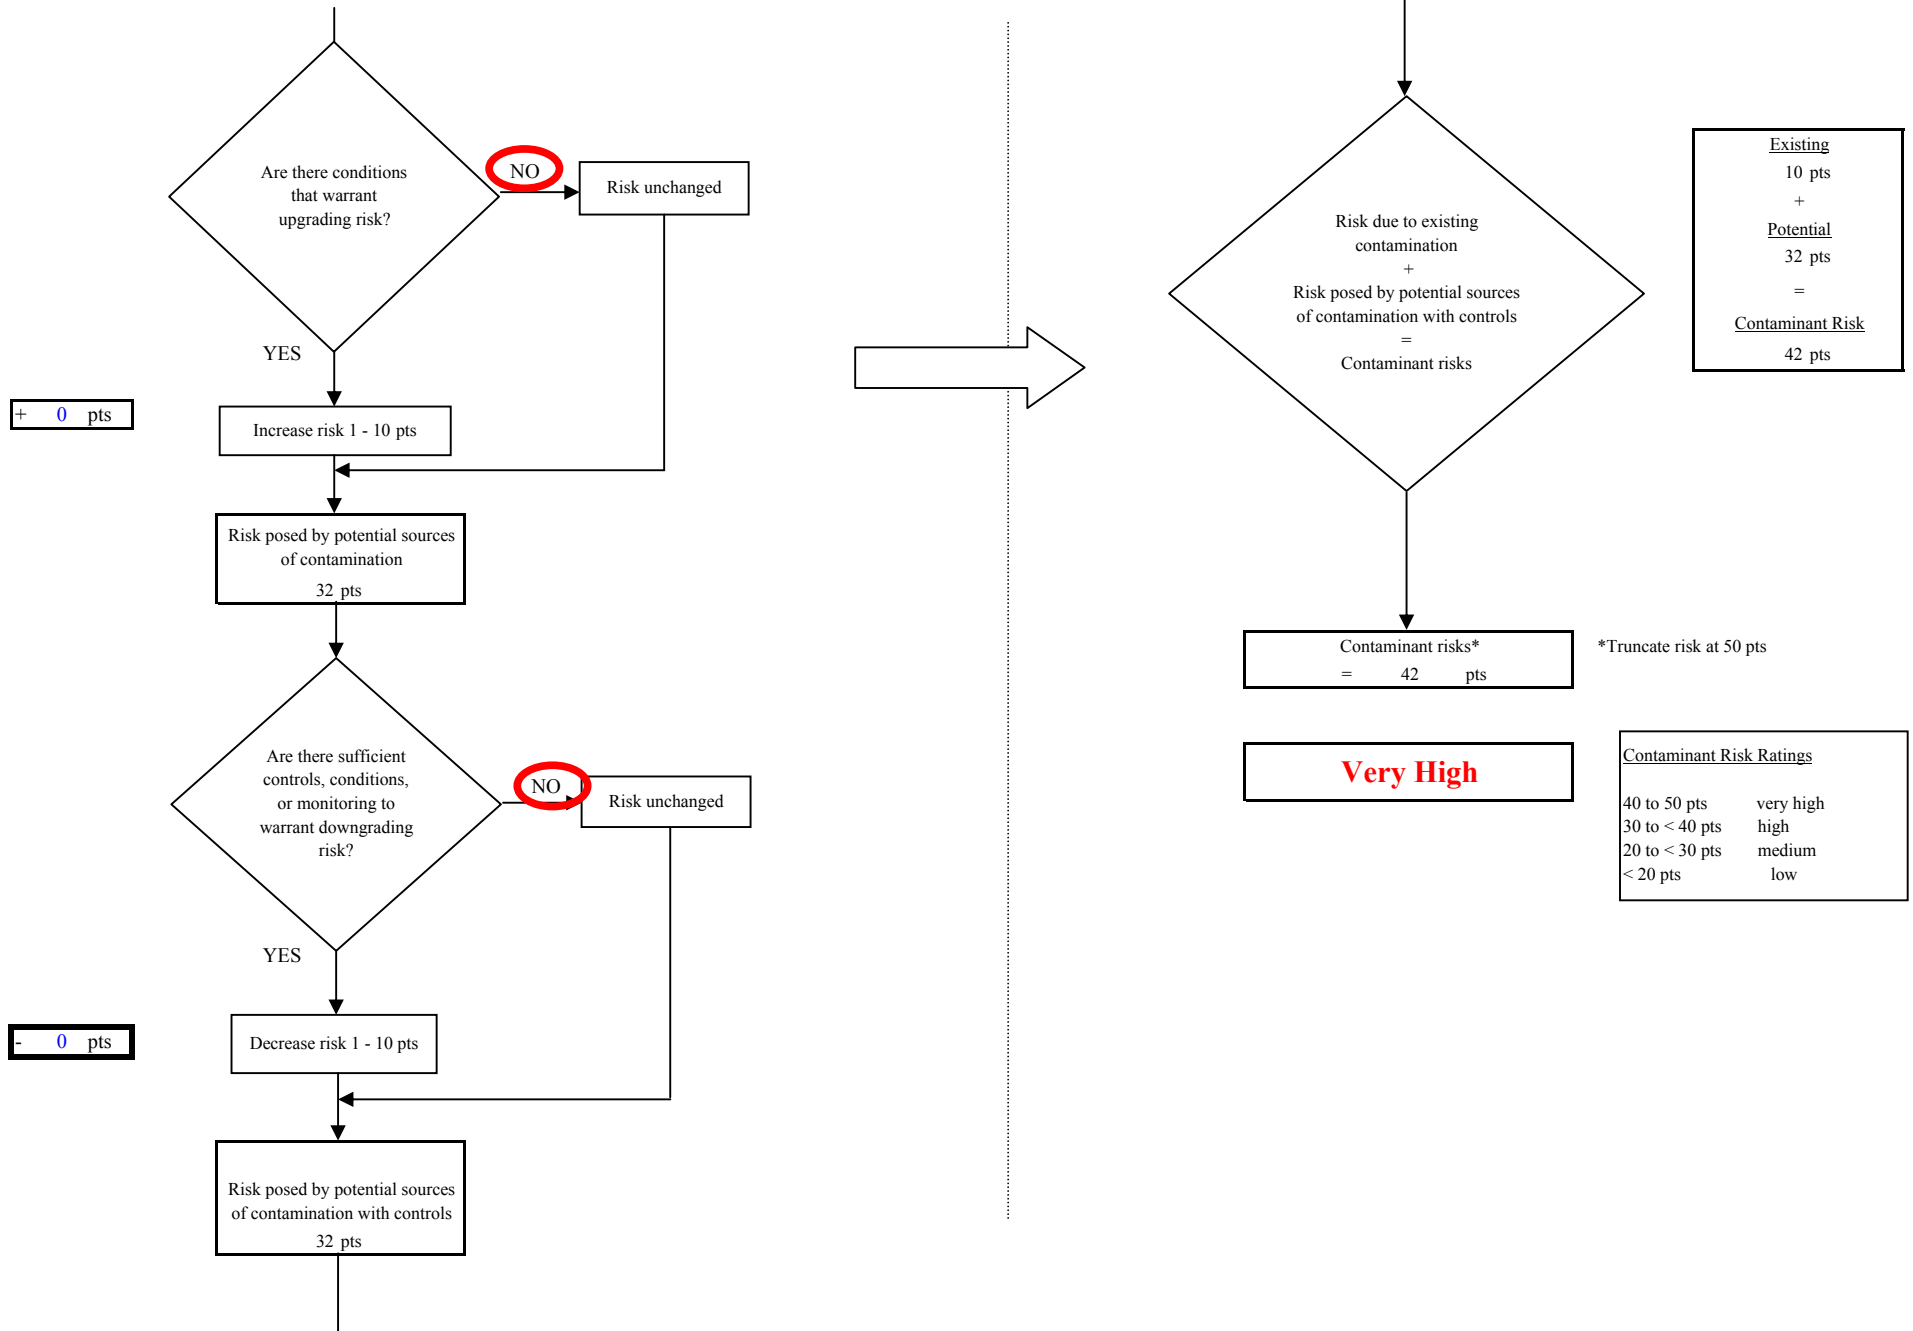 Are there conditions
that warrant
upgrading risk?
NO
Risk unchanged
YES
+ 0 pts
Increase risk 1 - 10 pts
Risk posed by potential sources
of contamination
32 pts
Are there sufficient
controls, conditions,
or monitoring to
warrant downgrading
risk?
NO
Risk unchanged
YES
- 0 pts
Decrease risk 1 - 10 pts
Risk posed by potential sources
of contamination with controls
32 pts
Risk due to existing
contamination
+
Risk posed by potential sources
of contamination with controls
=
Contaminant risks
Existing
10 pts
+
Potential
32 pts
=
Contaminant Risk
42 pts
Contaminant risks*
= 42 pts
*Truncate risk at 50 pts
Very High
Contaminant Risk Ratings
40 to 50 pts very high
30 to < 40 pts high
20 to < 30 pts medium
< 20 pts low